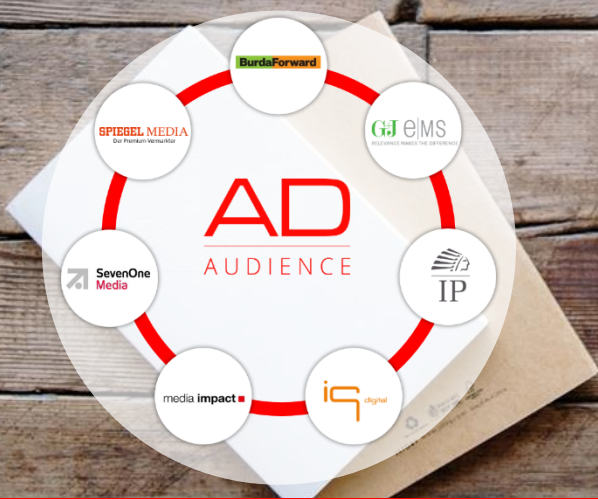 BurdaForward
SPIEGEL MEDIA
Der Premium-Vermarkter
G+J e|MS
RELEVANCE MAKES THE DIFFERENCE
AD
AUDIENCE
SevenOne
Media
IP
media impact
iq digital